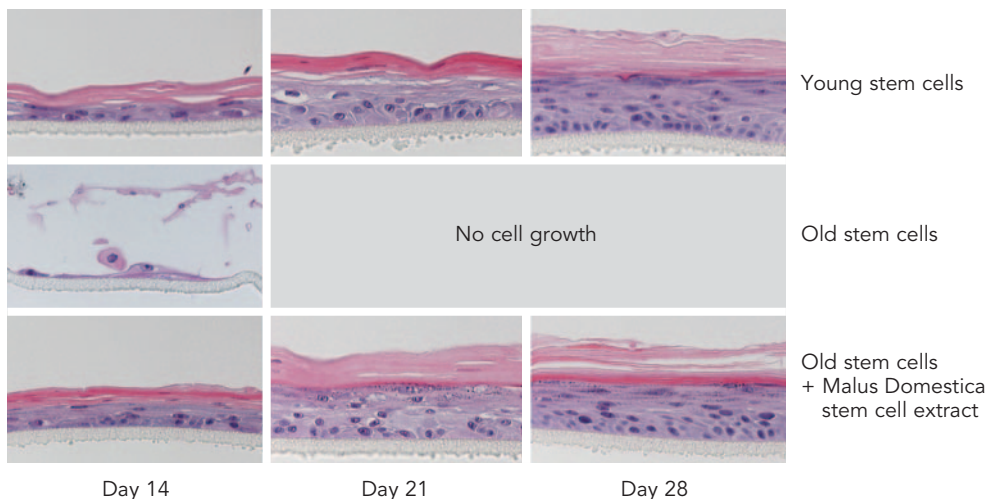 Young stem cells
No cell growth
Old stem cells
Old stem cells
+ Malus Domestica
stem cell extract
Day 14
Day 21
Day 28